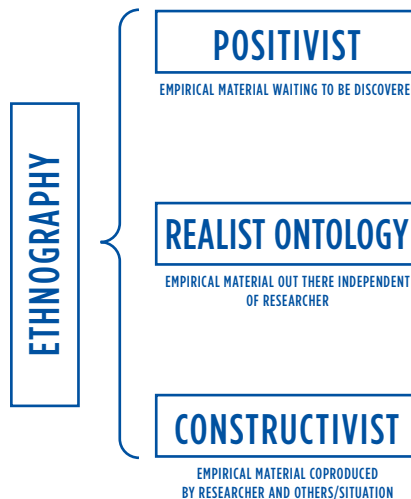 ETHNOGRAPHY
POSITIVIST
EMPIRICAL MATERIAL WAITING TO BE DISCOVERE
REALIST ONTOLOGY
EMPIRICAL MATERIAL OUT THERE INDEPENDENT
OF RESEARCHER
CONSTRUCTIVIST
EMPIRICAL MATERIAL COPRODUCED
BY RESEARCHER AND OTHERS/SITUATION